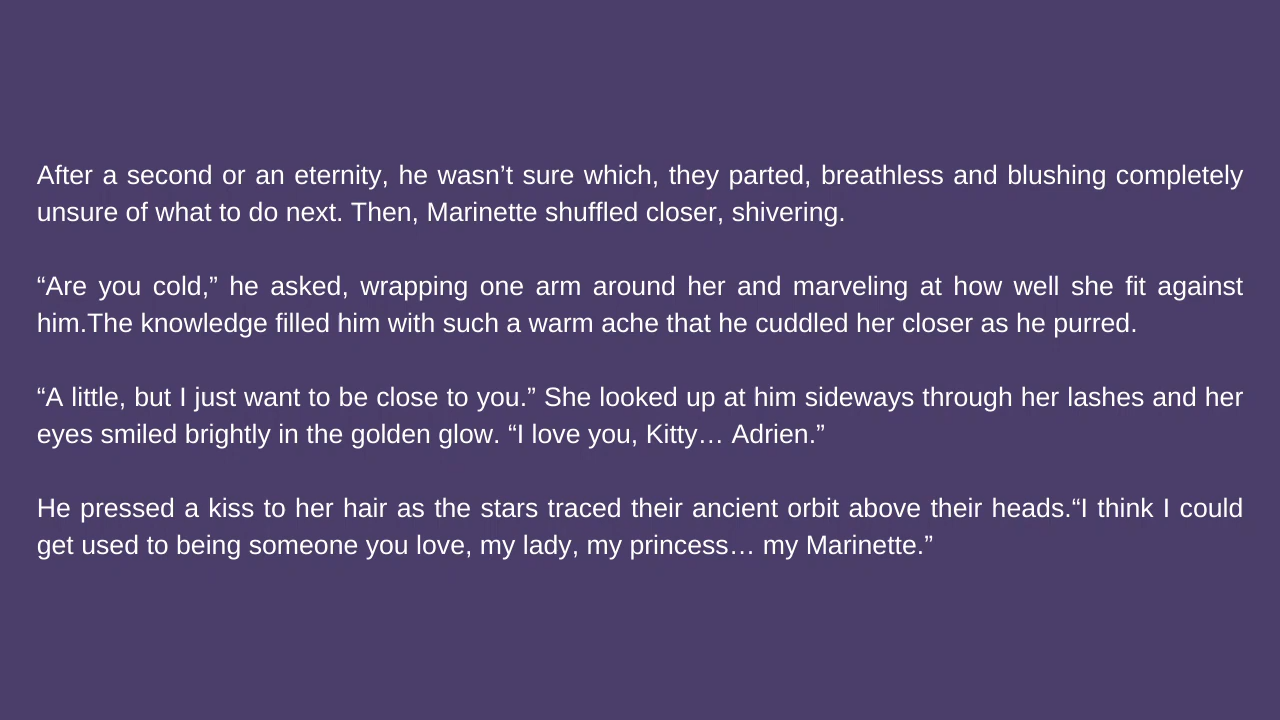 After a second or an eternity, he wasn’t sure which, they parted, breathless and blushing completely
unsure of what to do next. Then, Marinette shuffled closer, shivering.
“Are you cold,” he asked, wrapping one arm around her and marveling at how well she fit against
him.The knowledge filled him with such a warm ache that he cuddled her closer as he purred.
“A little, but I just want to be close to you.” She looked up at him sideways through her lashes and her
eyes smiled brightly in the golden glow. “I love you, Kitty… Adrien.”
He pressed a kiss to her hair as the stars traced their ancient orbit above their heads.“I think I could
get used to being someone you love, my lady, my princess… my Marinette.”